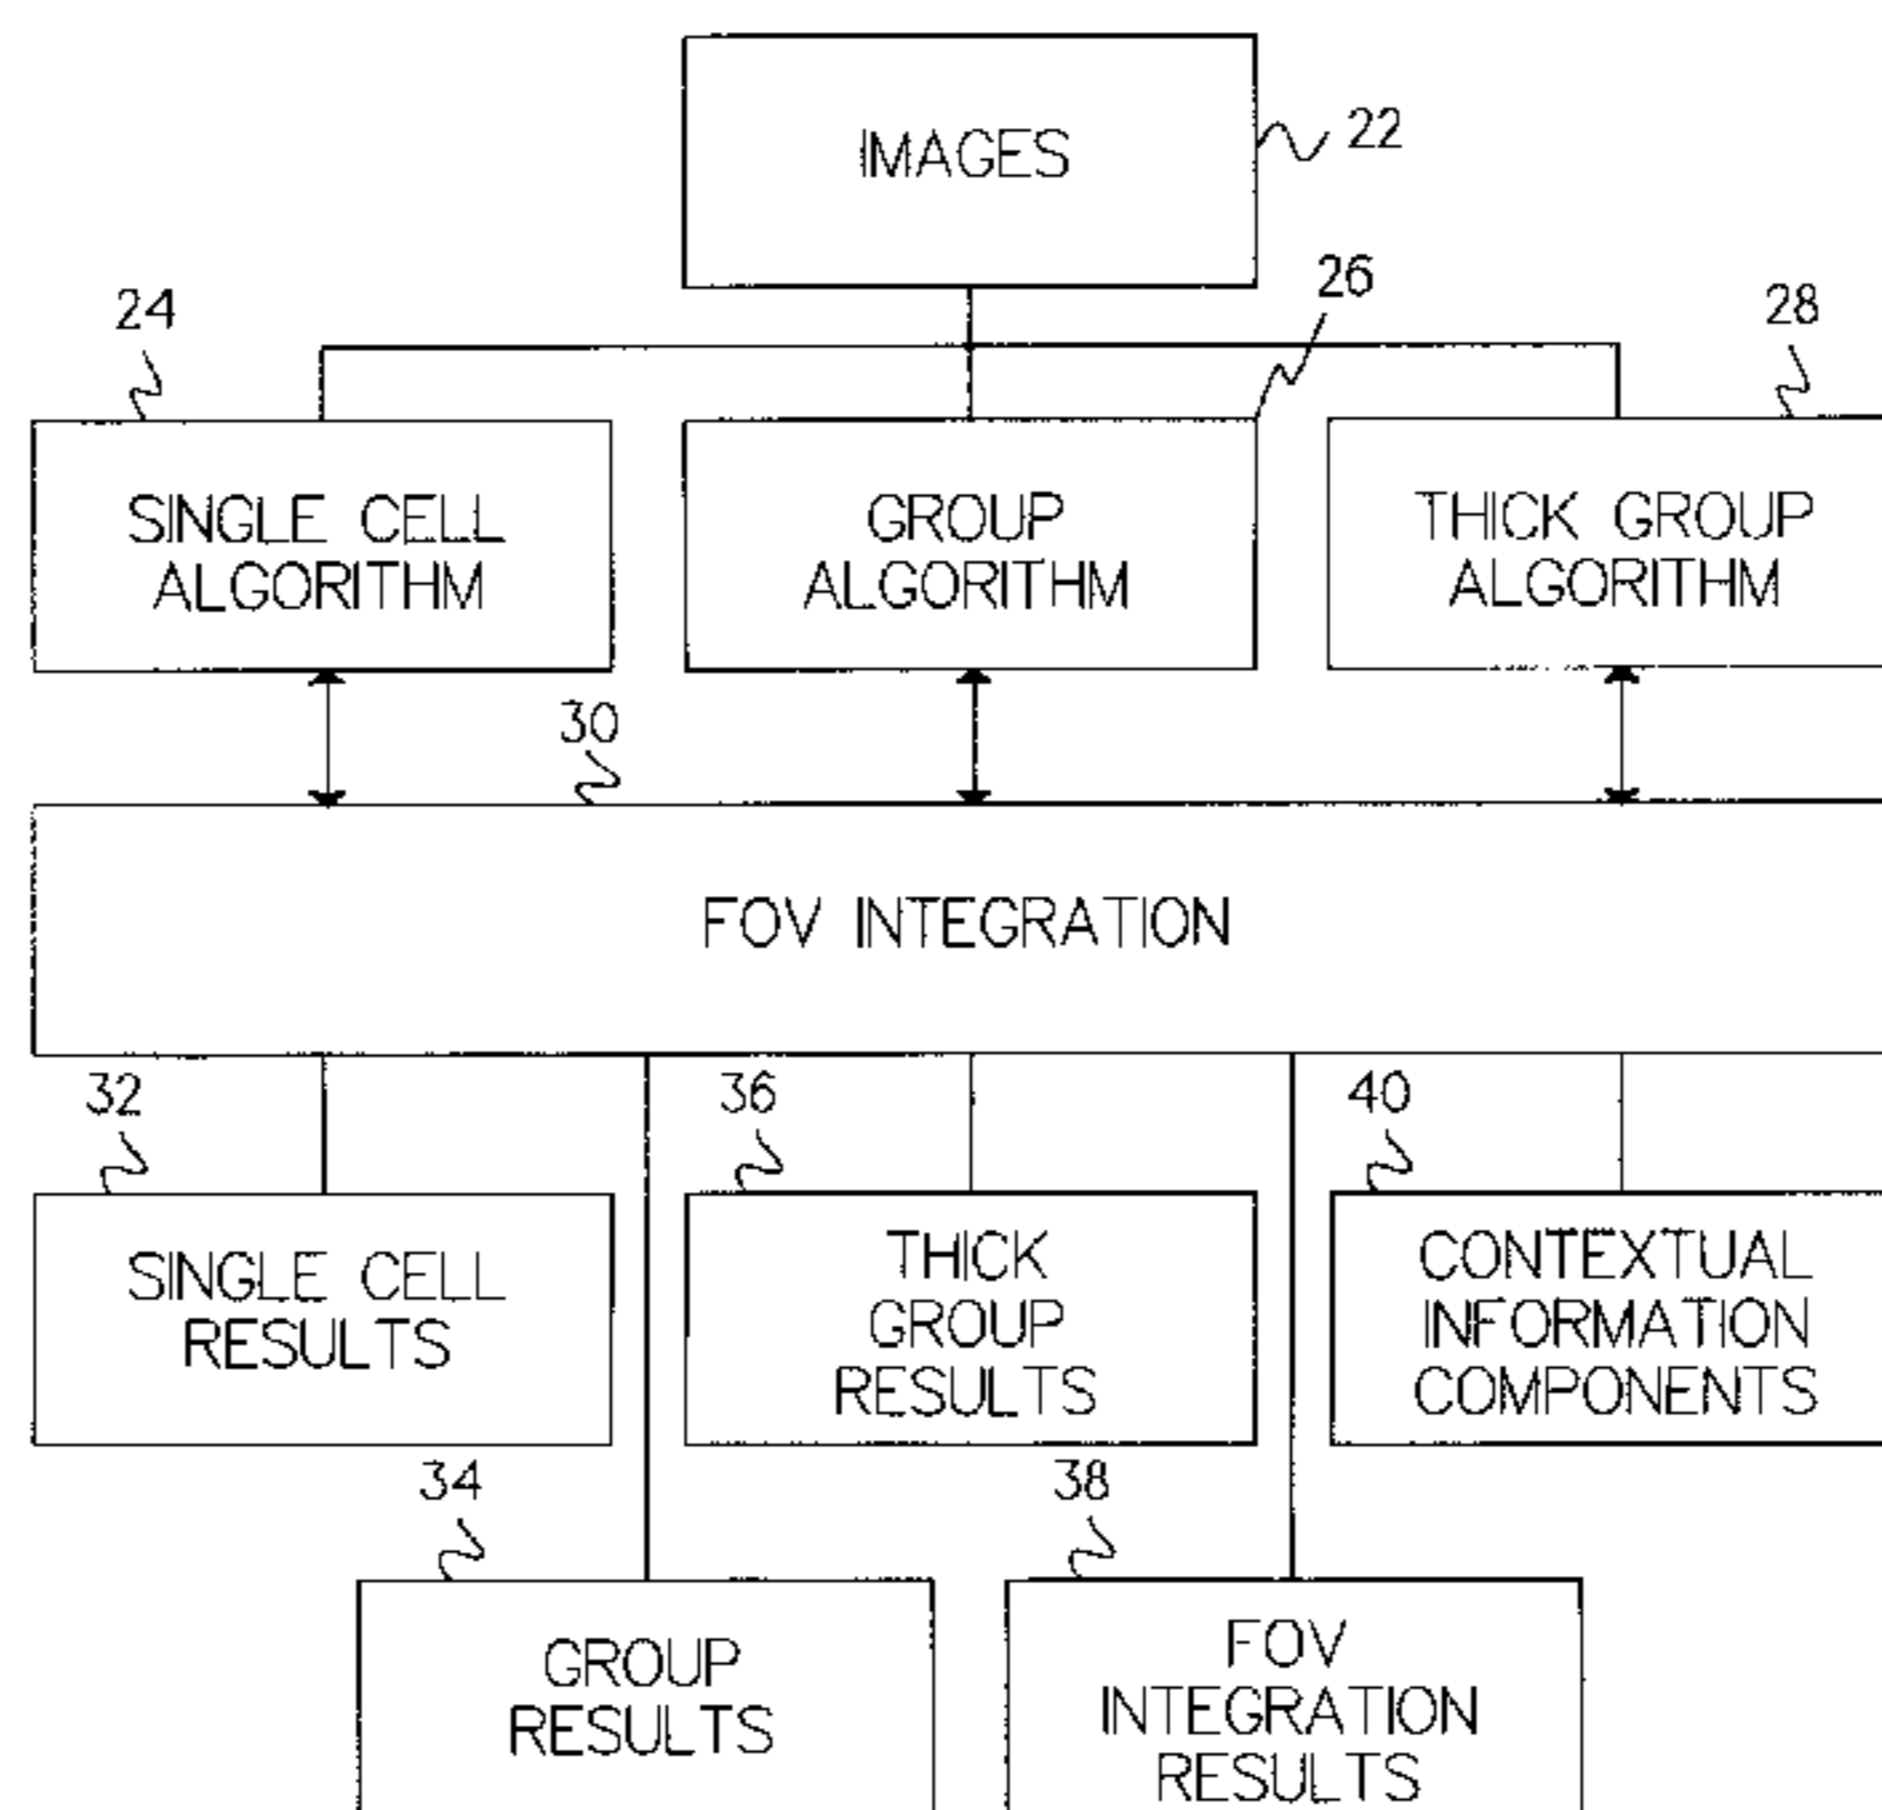 IMAGES
22
24
26
28
SINGLE CELL
ALGORITHM
GROUP
ALGORITHM
THICK GROUP
ALGORITHM
30
FOV INTEGRATION
32
36
40
SINGLE CELL
RESULTS
THICK
GROUP
RESULTS
CONTEXTUAL
INFORMATION
COMPONENTS
34
38
GROUP
RESULTS
FOV
INTEGRATION
RESULTS